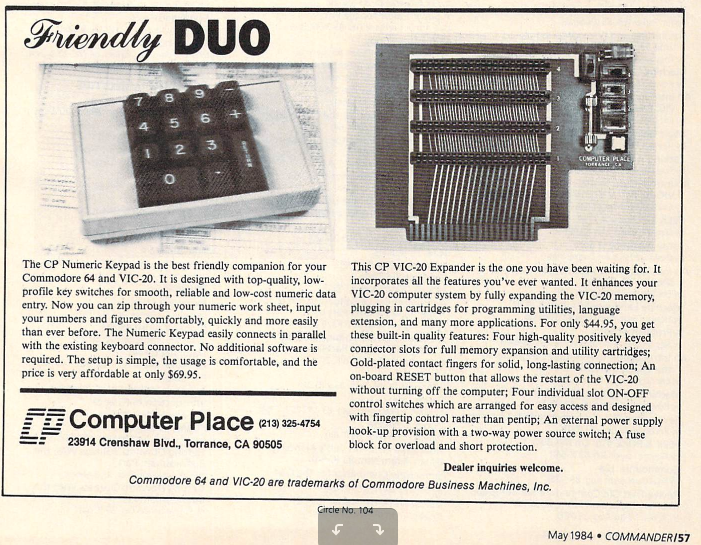 Friendly DUO
7 8 9 -
4 5 6 +
1 2 3
0 .
4
3
2
1
COMPUTER PLACE
TORRANCE, CA
The CP Numeric Keypad is the best friendly companion for your
Commodore 64 and VIC-20. It is designed with top-quality, low-
profile key switches for smooth, reliable and low-cost numeric data
entry. Now you can zip through your numeric work sheet, input
your numbers and figures comfortably, quickly and more easily
than ever before. The Numeric Keypad easily connects in parallel
with the existing keyboard connector. No additional software is
required. The setup is simple, the usage is comfortable, and the
price is very affordable at only $69.95.
CP Computer Place (213) 325-4754
23914 Crenshaw Blvd., Torrance, CA 90505
This CP VIC-20 Expander is the one you have been waiting for. It
incorporates all the features you've ever wanted. It enhances your
VIC-20 computer system by fully expanding the VIC-20 memory,
plugging in cartridges for programming utilities, language
extension, and many more applications. For only $44.95, you get
these built-in quality features: Four high-quality positively keyed
connector slots for full memory expansion and utility cartridges;
Gold-plated contact fingers for solid, long-lasting connection; An
on-board RESET button that allows the restart of the VIC-20
without turning off the computer; Four individual slot ON-OFF
control switches which are arranged for easy access and designed
with fingertip control rather than pentip; An external power supply
hook-up provision with a two-way power source switch; A fuse
block for overload and short protection.
Dealer inquiries welcome.
Commodore 64 and VIC-20 are trademarks of Commodore Business Machines, Inc.
Circle No. 104
May 1984 • COMMANDER/57